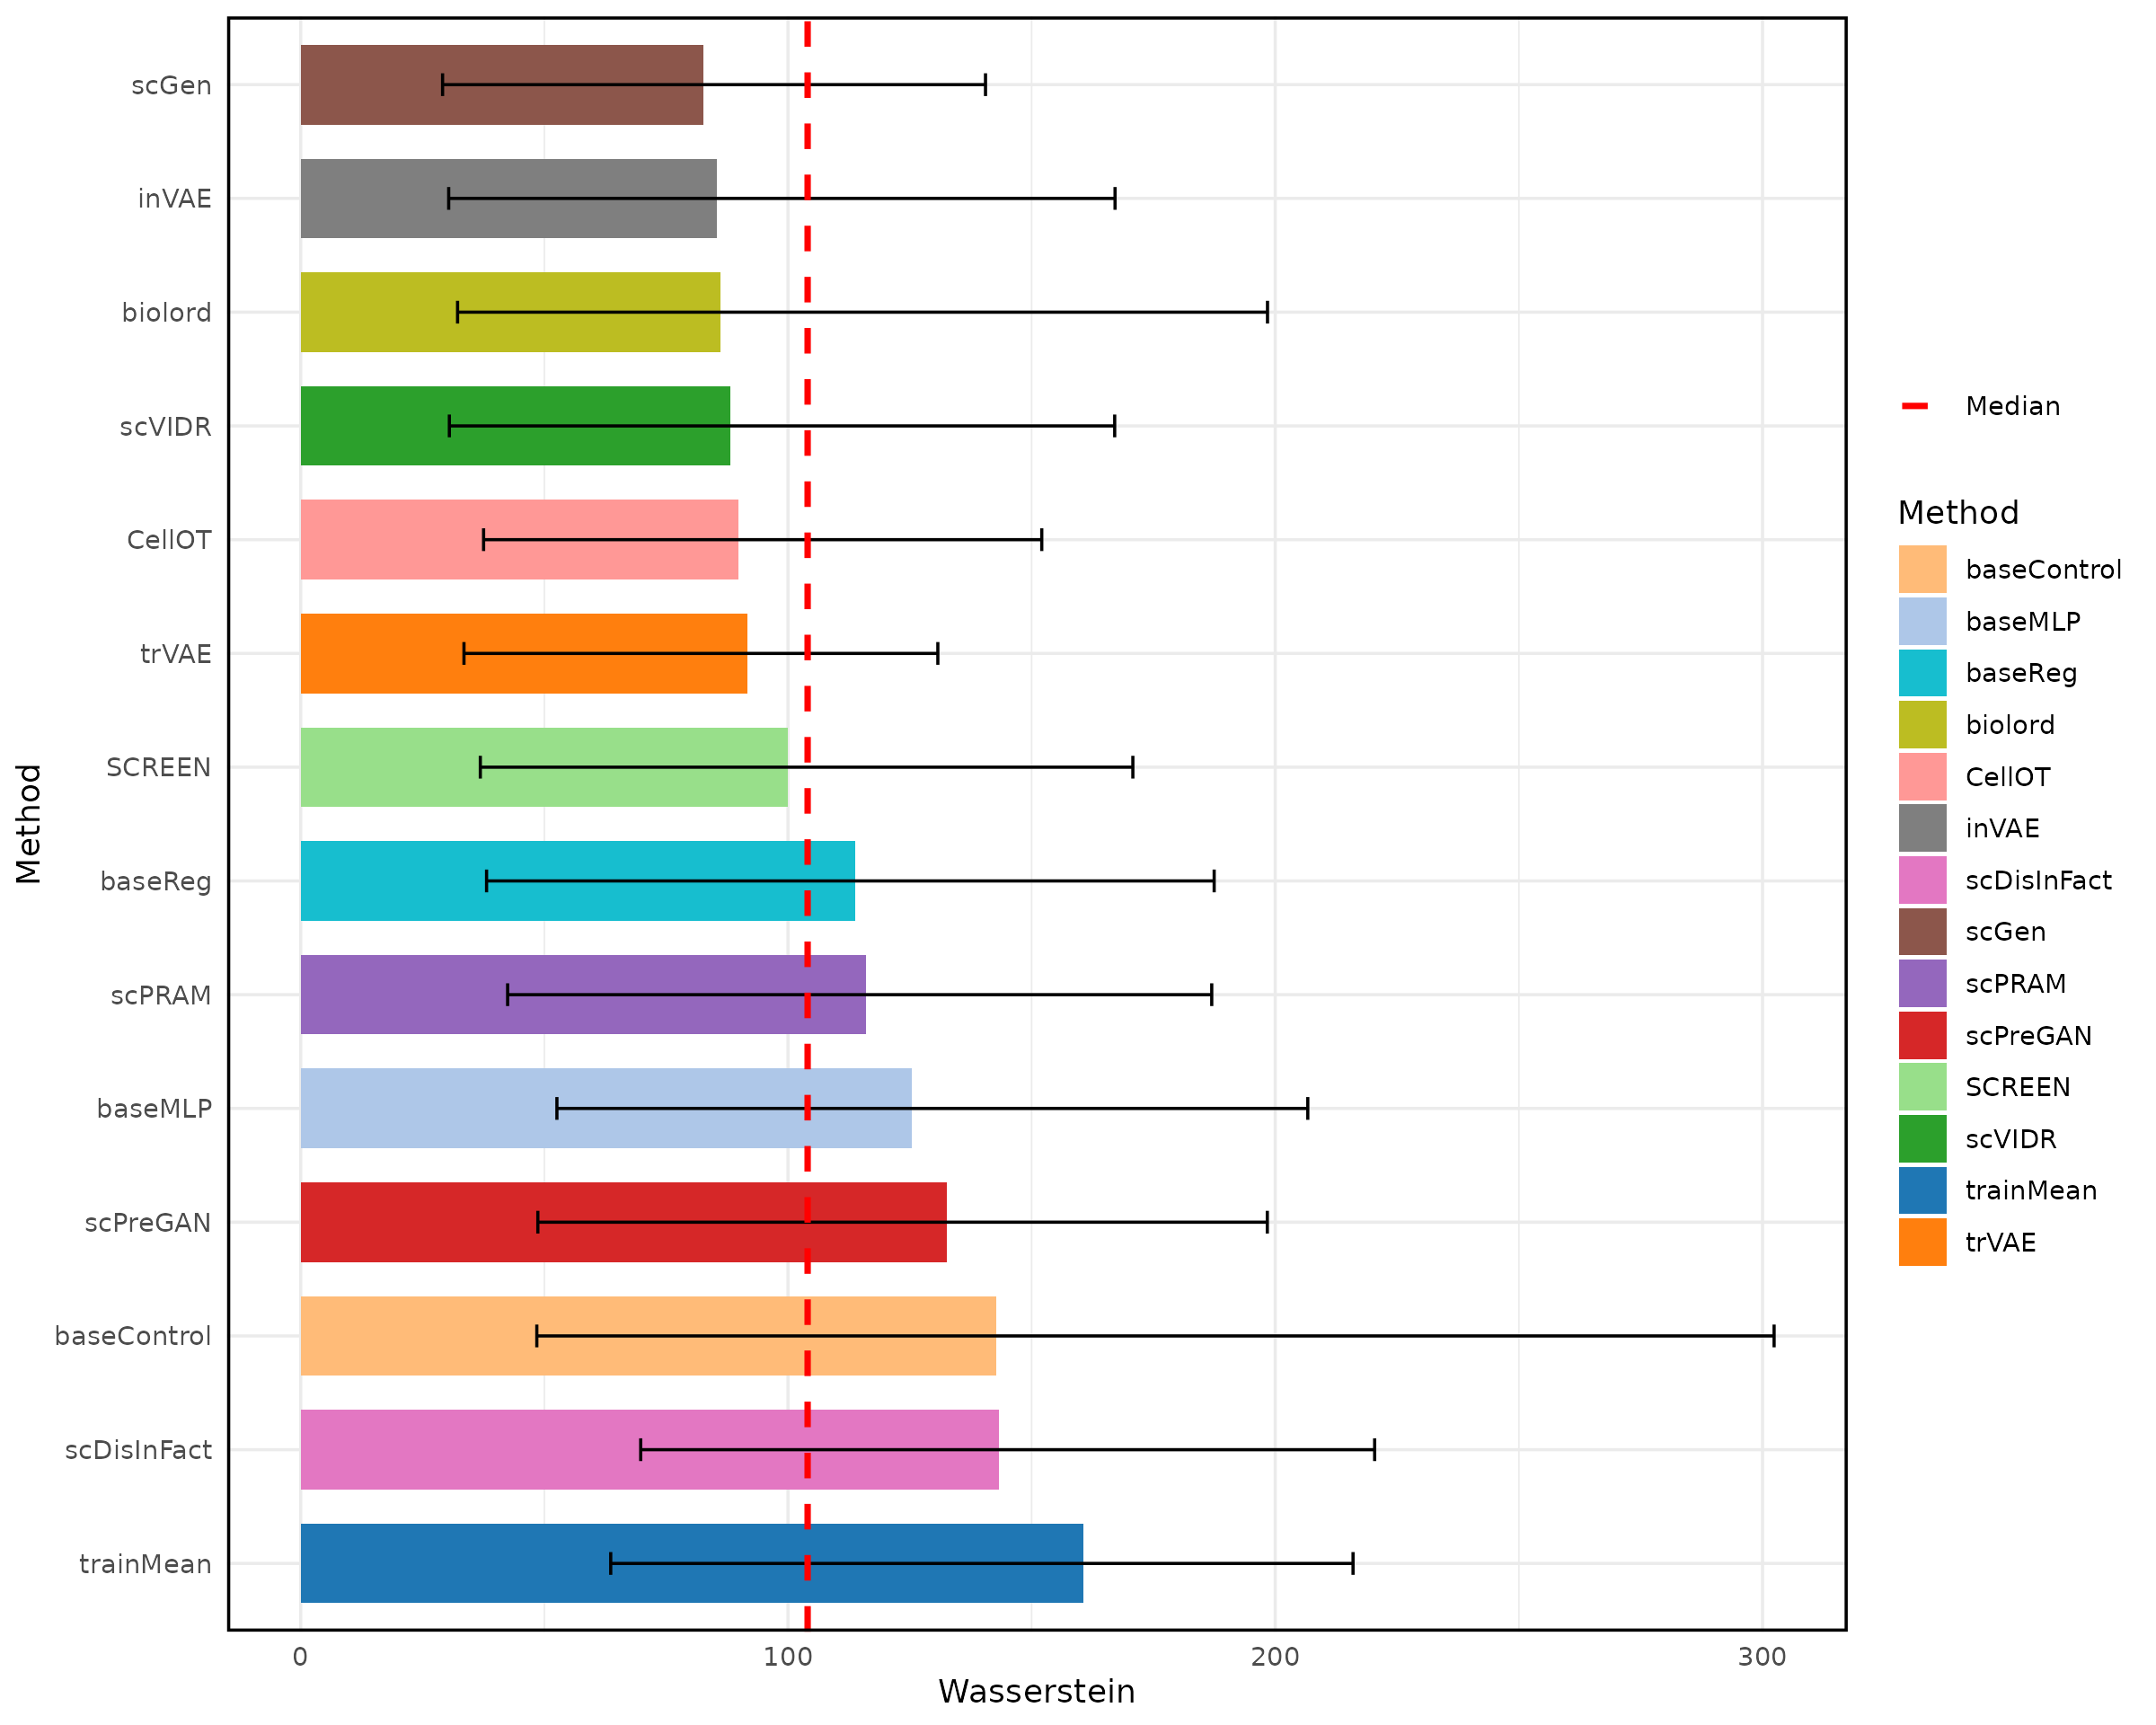 Method
scGen
inVAE
biolord
scVIDR
CellOT
trVAE
SCREEN
baseReg
scPRAM
baseMLP
scPreGAN
baseControl
scDisInFact
trainMean
0 100 200 300
Wasserstein
Median
Method
baseControl
baseMLP
baseReg
biolord
CellOT
inVAE
scDisInFact
scGen
scPRAM
scPreGAN
SCREEN
scVIDR
trainMean
trVAE